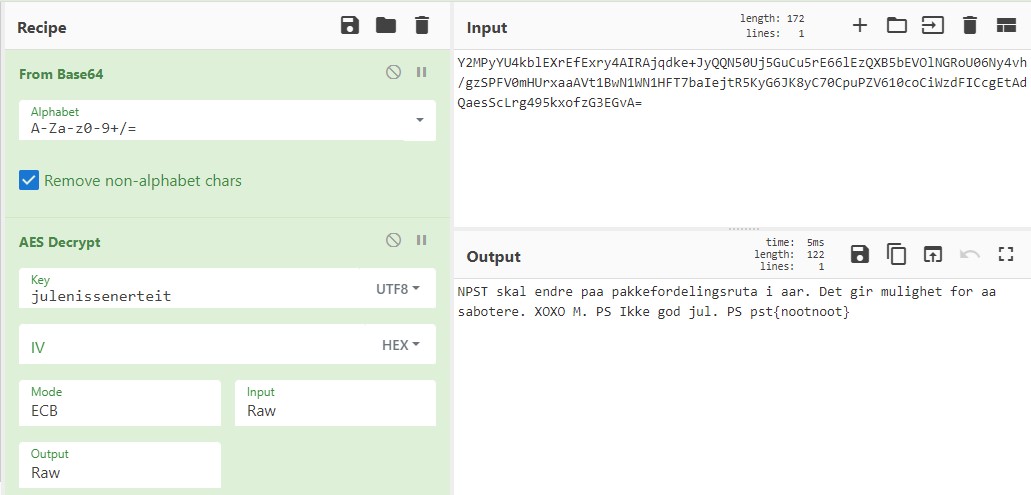 Recipe
From Base64
Alphabet
A-Za-z0-9+/=
Remove non-alphabet chars
AES Decrypt
Key
julenissenerteit
UTF8
IV
HEX
Mode
ECB
Input
Raw
Output
Raw
Input
length: 172
lines: 1
Y2MPyYU4kblEXrEfExry4AIRAjqdke+JyQQN50Uj5GuCu5rE66lEzQXB5bEVOlNGRoU06Ny4vh
/gzSPFV0mHUrxaaAVt1BwN1WN1HFT7baIejtR5KyG6JK8yC70CpuPZV610coCiWzdFICcgEtAd
QaesScLrg495kxofzG3EGvA=
Output
time: 5ms
length: 122
lines: 1
NPST skal endre paa pakkefordelingsruta i aar. Det gir mulighet for aa
sabotere. XOXO M. PS Ikke god jul. PS pst{nootnoot}